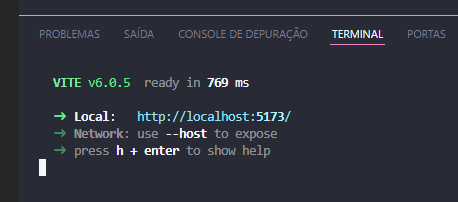 PROBLEMAS SAÍDA CONSOLE DE DEPURAÇÃO TERMINAL PORTAS
VITE v6.0.5 ready in 769 ms
➜ Local: http://localhost:5173/
➜ Network: use --host to expose
➜ press h + enter to show help